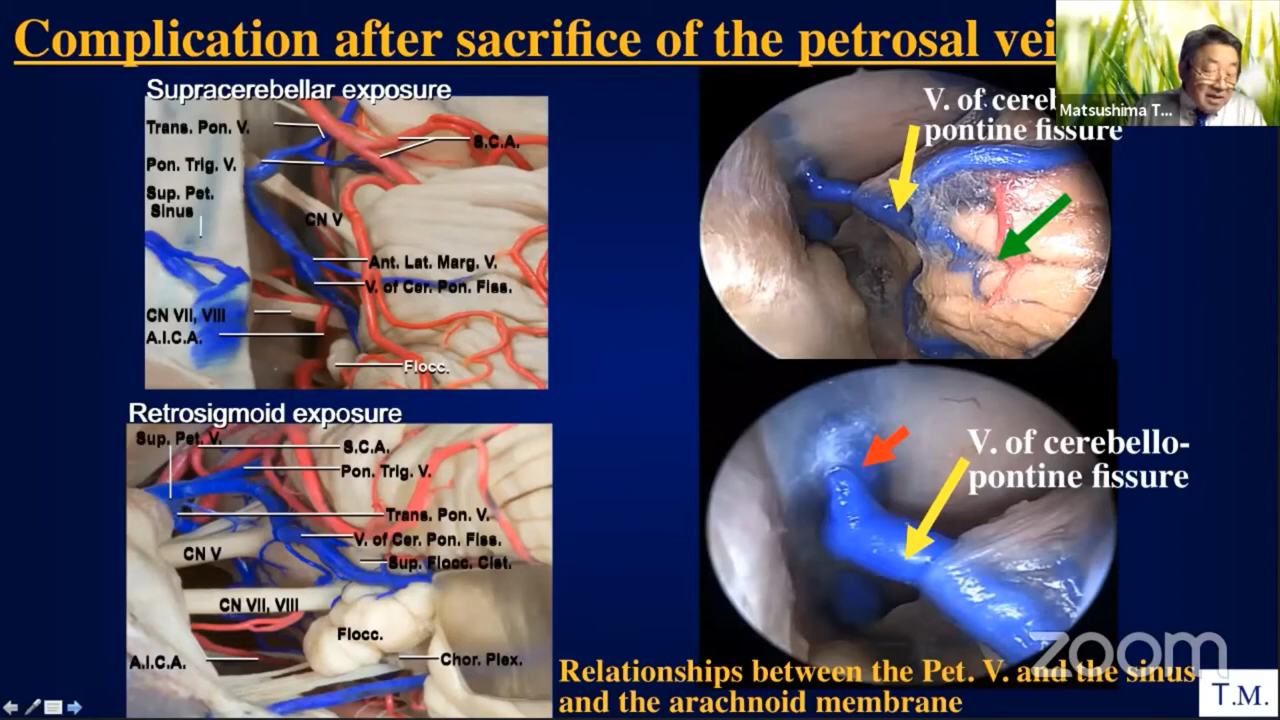 Complication after sacrifice of the petrosal vei
Matsushima T...
Supracerebellar exposure
Trans. Pon. V.
Pon. Trig. V.
Sup. Pet.
Sinus
S.C.A.
CN V
Ant. Lat. Marg. V.
V. of Cer. Pon. Fiss.
CN VII, VIII
A.I.C.A.
Flocc.
V. of cereb
pontine fissure
Retrosigmoid exposure
Sup. Pet. V.
S.C.A.
Pon. Trig. V.
Trans. Pon. V.
V. of Cer. Pon. Fiss.
Sup. Flocc. Cist.
CN V
CN VII, VIII
Flocc.
A.I.C.A.
Chor. Plex.
V. of cerebello-
pontine fissure
zoom
Relationships between the Pet. V. and the sinus
and the arachnoid membrane
T.M.